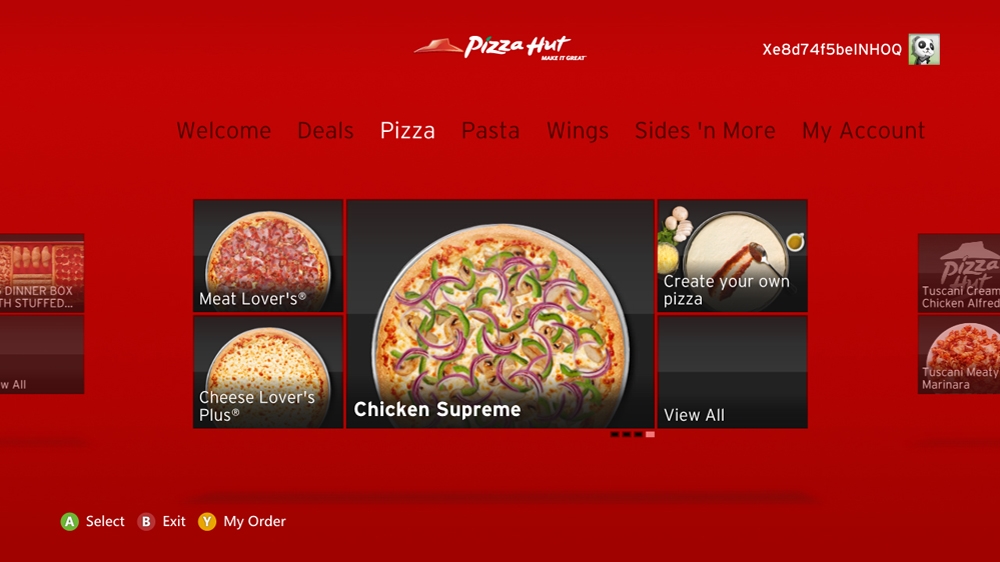 Pizza Hut
MAKE IT GREAT
Xe8d74f5beINHOQ
Welcome Deals Pizza Pasta Wings Sides 'n More My Account
DINNER BOX
TH STUFFED...
w All
Meat Lover's®
Cheese Lover's
Plus®
Chicken Supreme
Create your own
pizza
View All
Pizza
Hut
Tuscani Cream
Chicken Alfred
Tuscani Meaty
Marinara
A Select B Exit Y My Order